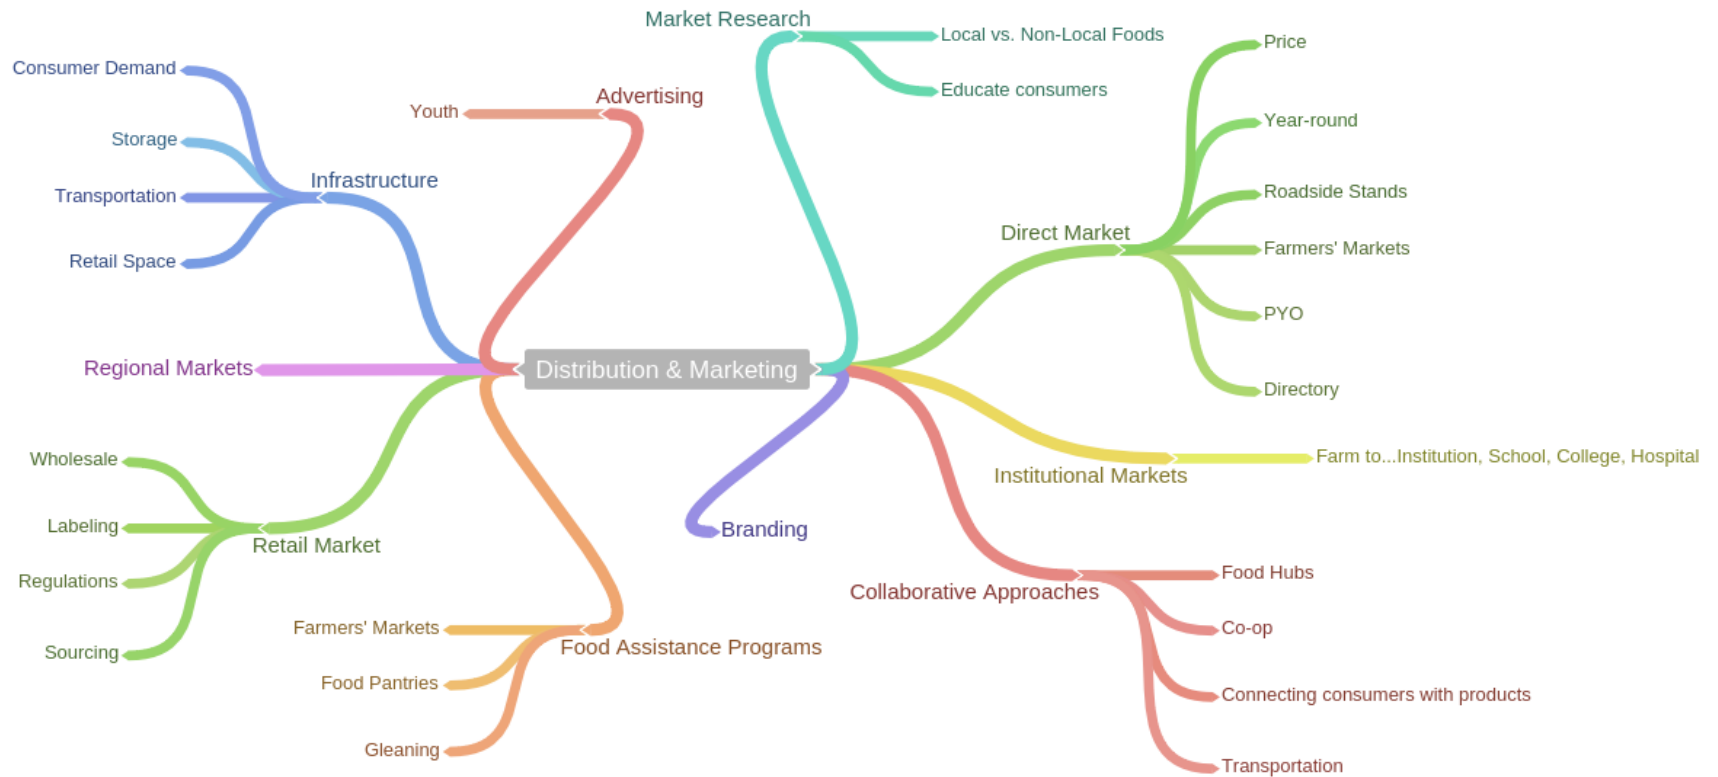 Distribution & Marketing
Market Research
Local vs. Non-Local Foods
Educate consumers
Direct Market
Price
Year-round
Roadside Stands
Farmers' Markets
PYO
Directory
Institutional Markets
Farm to...Institution, School, College, Hospital
Collaborative Approaches
Food Hubs
Co-op
Connecting consumers with products
Transportation
Branding
Advertising
Youth
Infrastructure
Consumer Demand
Storage
Transportation
Retail Space
Regional Markets
Retail Market
Wholesale
Labeling
Regulations
Sourcing
Food Assistance Programs
Farmers' Markets
Food Pantries
Gleaning